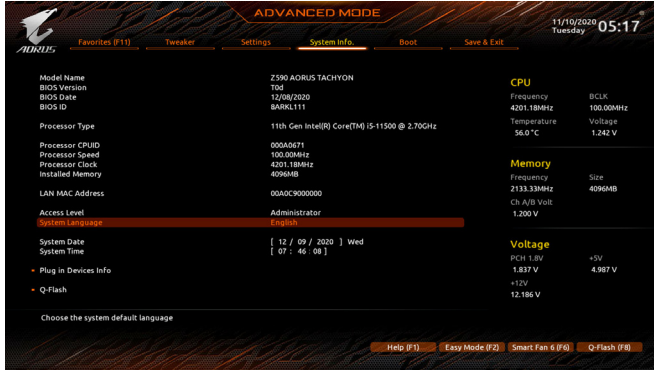 ADVANCED MODE
11/10/2020 Tuesday 05:17
AORUS
Favorites (F11) Tweaker Settings System Info. Boot Save & Exit
Model Name Z590 AORUS TACHYON
BIOS Version T0d
BIOS Date 12/08/2020
BIOS ID 8ARKL111
Processor Type 11th Gen Intel(R) Core(TM) i5-11500 @ 2.70GHz
Processor CPUID 000A0671
Processor Speed 100.00MHz
Processor Clock 4201.18MHz
Installed Memory 4096MB
LAN MAC Address 00A0C9000000
Access Level Administrator
System Language English
System Date [ 12 / 09 / 2020 ] Wed
System Time [ 07 : 46 : 08 ]
Plug in Devices Info
Q-Flash
Choose the system default language
CPU
Frequency BCLK
4201.18MHz 100.00MHz
Temperature Voltage
56.0 °C 1.242 V
Memory
Frequency Size
2133.33MHz 4096MB
Ch A/B Volt
1.200 V
Voltage
PCH 1.8V +5V
1.837 V 4.987 V
+12V
12.186 V
Help (F1) Easy Mode (F2) Smart Fan 6 (F6) Q-Flash (F8)